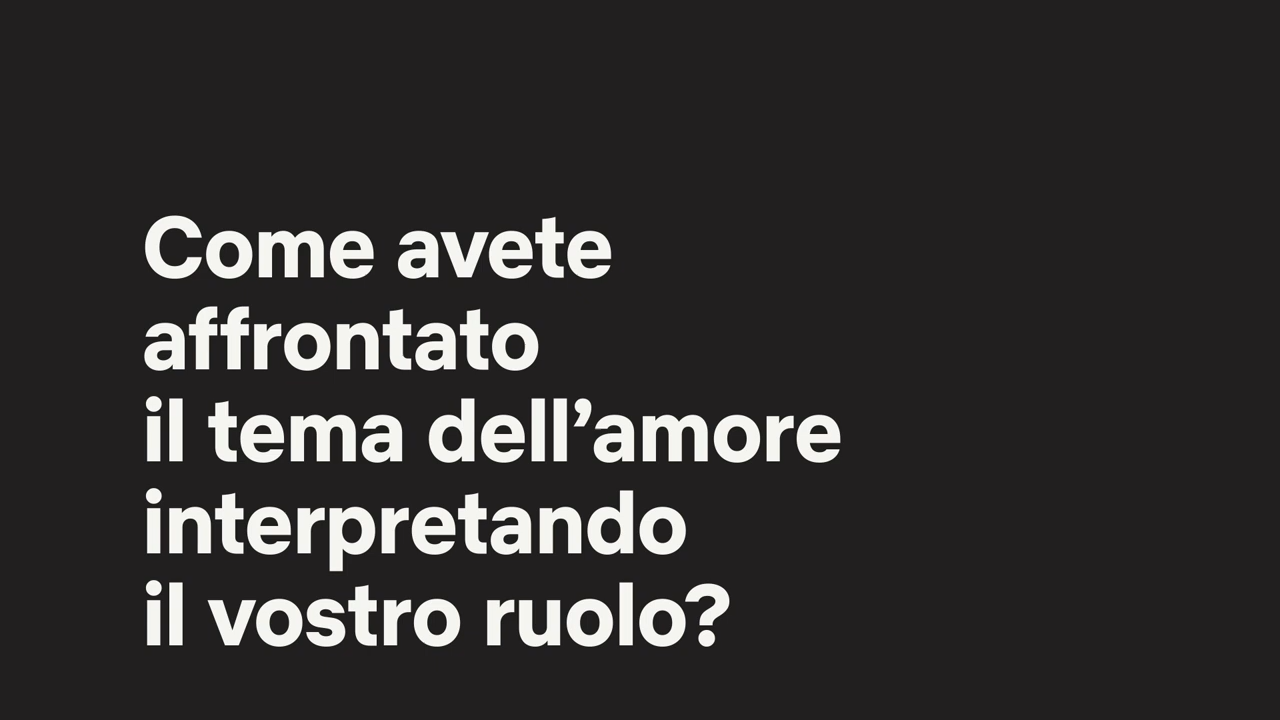 Come avete
affrontato
il tema dell’amore
interpretando
il vostro ruolo?